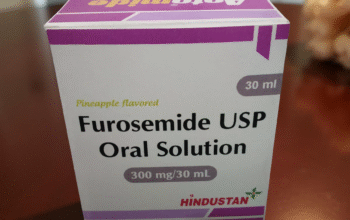 30 ml
Pineapple flavored
Furosemide USP
Oral Solution
300 mg/30 mL
HINDUSTAN